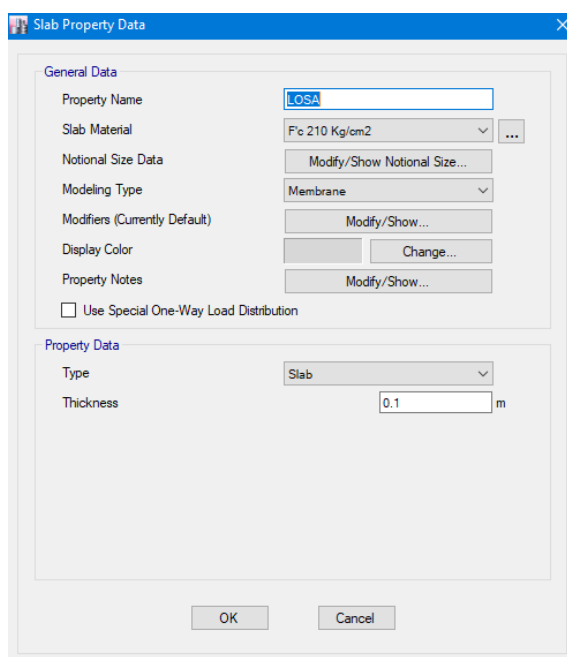 Slab Property Data
General Data
Property Name LOSA
Slab Material F'c 210 Kg/cm2 ...
Notional Size Data Modify/Show Notional Size...
Modeling Type Membrane
Modifiers (Currently Default) Modify/Show...
Display Color Change...
Property Notes Modify/Show...
Use Special One-Way Load Distribution
Property Data
Type Slab
Thickness 0.1 m
OK Cancel